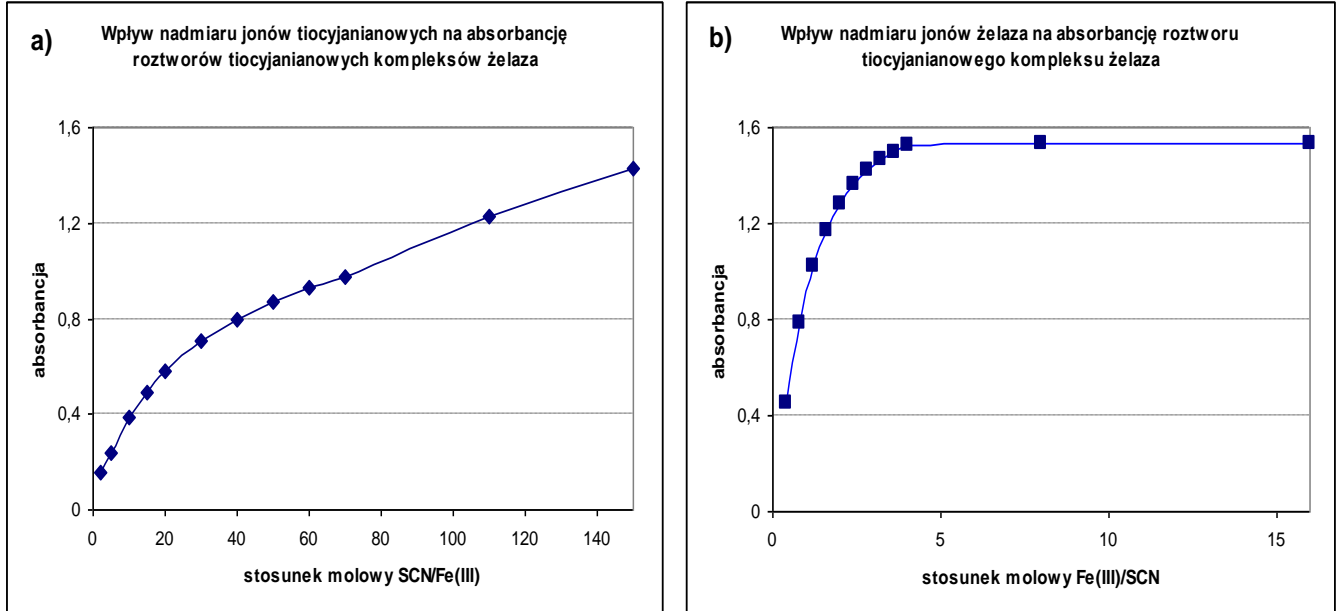 a)
Wpływ nadmiaru jonów tiocyjanianowych na absorbancję
roztworów tiocyjanianowych kompleksów żelaza
1,6
1,2
0,8
0,4
0
absorbancja
0 20 40 60 80 100 120 140
stosunek molowy SCN/Fe(III)
b)
Wpływ nadmiaru jonów żelaza na absorbancję roztworu
tiocyjanianowego kompleksu żelaza
1,6
1,2
0,8
0,4
0
absorbancja
0 5 10 15
stosunek molowy Fe(III)/SCN